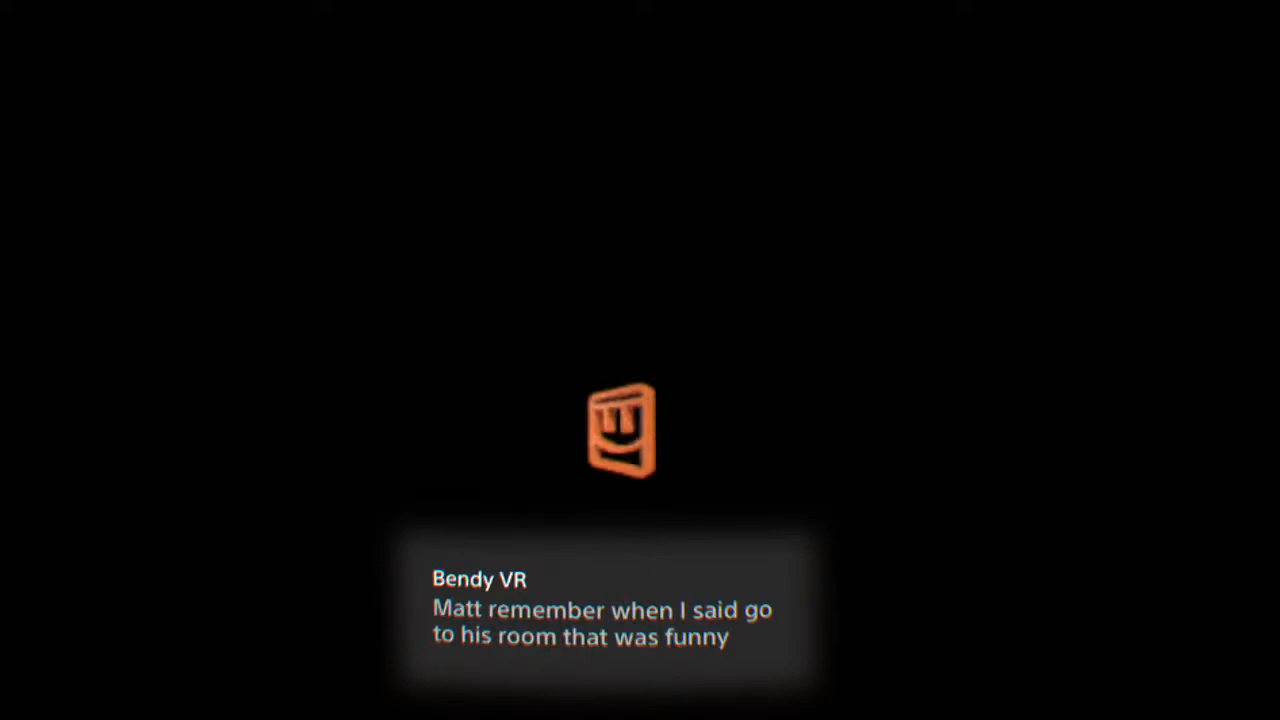 Bendy VR
Matt remember when I said go
to his room that was funny